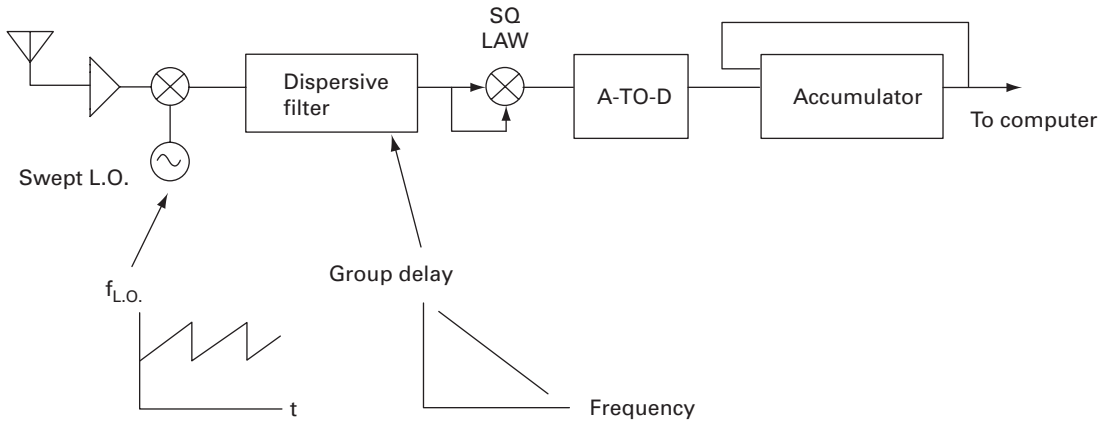 SQ
LAW
Dispersive
filter
A-TO-D
Accumulator
To computer
Swept L.O.
Group delay
f_L.O.
t
Frequency